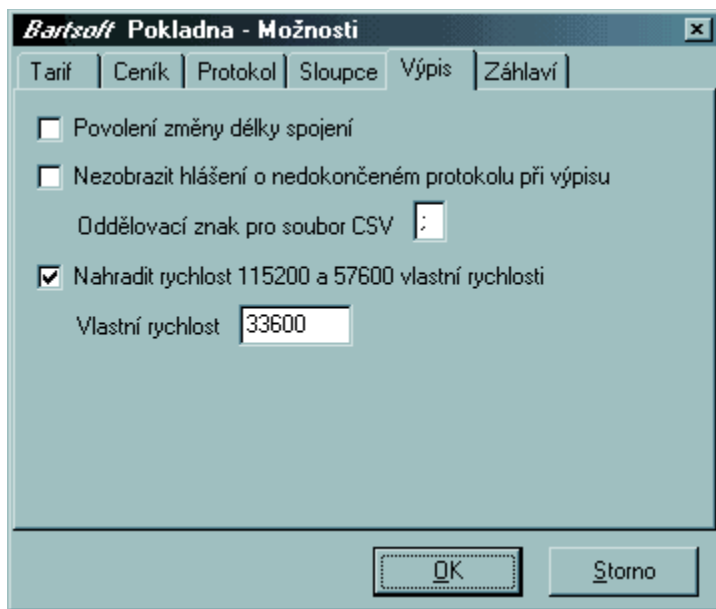 Bartsoft Pokladna - Možnosti
Tarif Ceník Protokol Sloupce Výpis Záhlaví
Povolení změny délky spojení
Nezobrazit hlášení o nedokončeném protokolu při výpisu
Oddělovací znak pro soubor CSV ;
Nahradit rychlost 115200 a 57600 vlastní rychlosti
Vlastní rychlost 33600
OK Storno